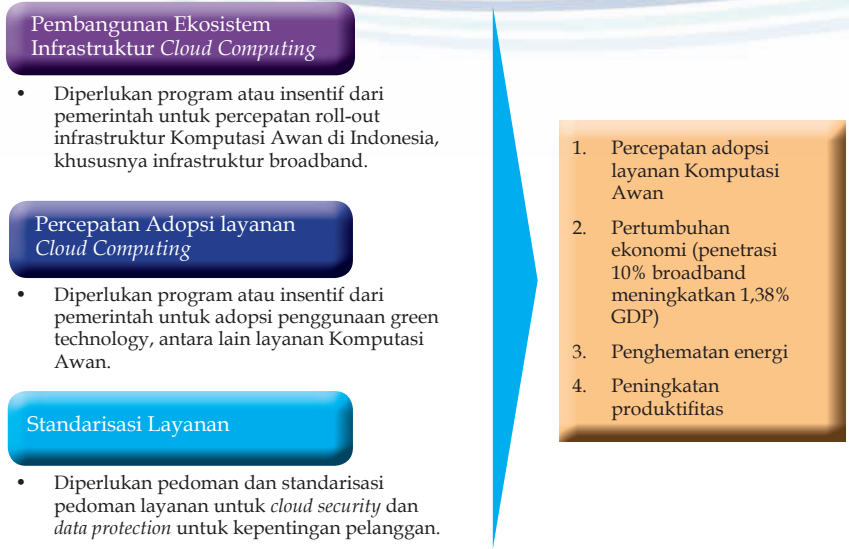 Pembangunan Ekosistem
Infrastruktur Cloud Computing
• Diperlukan program atau insentif dari
pemerintah untuk percepatan roll-out
infrastruktur Komputasi Awan di Indonesia,
khususnya infrastruktur broadband.
Percepatan Adopsi layanan
Cloud Computing
• Diperlukan program atau insentif dari
pemerintah untuk adopsi penggunaan green
technology, antara lain layanan Komputasi
Awan.
Standarisasi Layanan
• Diperlukan pedoman dan standarisasi
pedoman layanan untuk cloud security dan
data protection untuk kepentingan pelanggan.
1. Percepatan adopsi
layanan Komputasi
Awan
2. Pertumbuhan
ekonomi (penetrasi
10% broadband
meningkatkan 1,38%
GDP)
3. Penghematan energi
4. Peningkatan
produktifitas